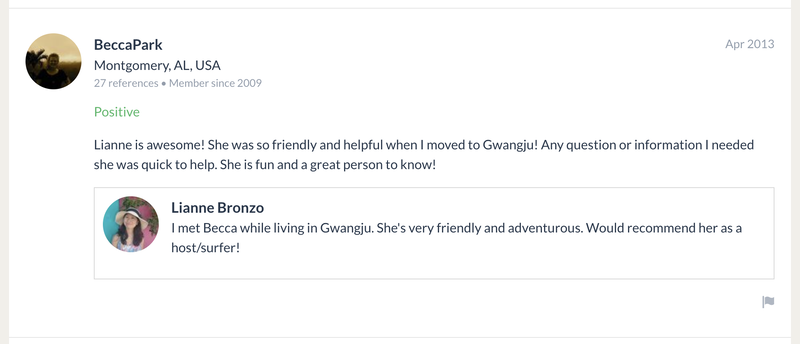 BeccaPark
Apr 2013
Montgomery, AL, USA
27 references • Member since 2009
Positive
Lianne is awesome! She was so friendly and helpful when I moved to Gwangju! Any question or information I needed
she was quick to help. She is fun and a great person to know!
Lianne Bronzo
I met Becca while living in Gwangju. She's very friendly and adventurous. Would recommend her as a
host/surfer!